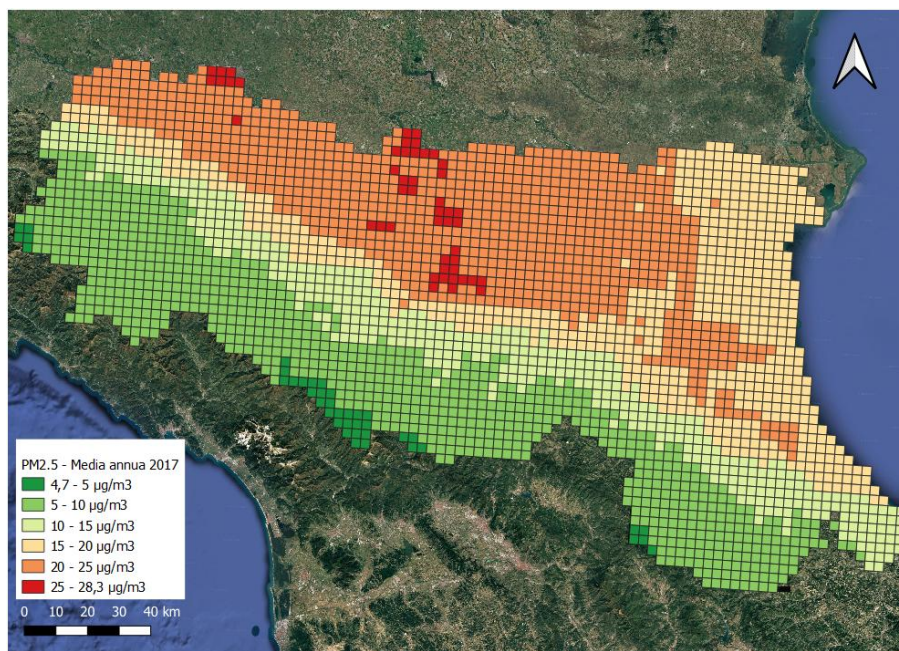 PM2.5 - Media annua 2017
4,7 - 5 µg/m3
5 - 10 µg/m3
10 - 15 µg/m3
15 - 20 µg/m3
20 - 25 µg/m3
25 - 28,3 µg/m3
0 10 20 30 40 km